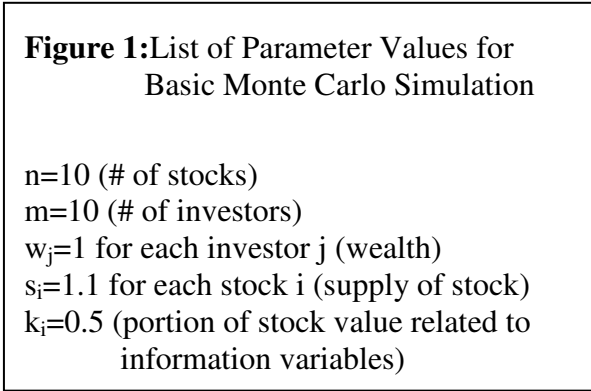 Figure 1:List of Parameter Values for
Basic Monte Carlo Simulation
n=10 (# of stocks)
m=10 (# of investors)
wj=1 for each investor j (wealth)
si=1.1 for each stock i (supply of stock)
ki=0.5 (portion of stock value related to
information variables)